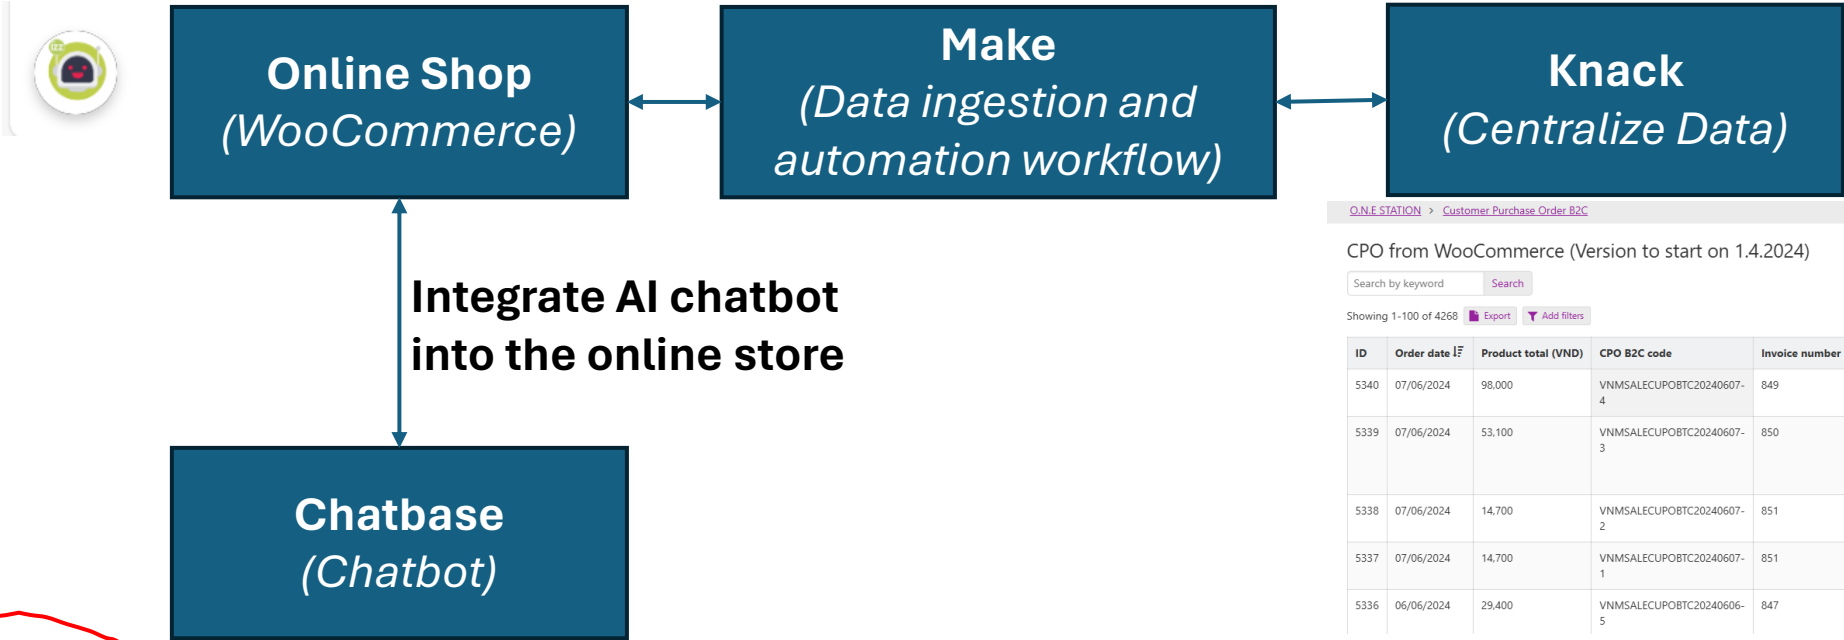 Online Shop
(WooCommerce)
Make
(Data ingestion and
automation workflow)
Knack
(Centralize Data)
Integrate AI chatbot
into the online store
Chatbase
(Chatbot)
O.N.E STATION > Customer Purchase Order B2C
CPO from WooCommerce (Version to start on 1.4.2024)
Search by keyword Search
Showing 1-100 of 4268 Export Add filters
ID Order date Product total (VND) CPO B2C code Invoice number
5340 07/06/2024 98,000 VNMSALECUPOBTC20240607- 849
4
5339 07/06/2024 53,100 VNMSALECUPOBTC20240607- 850
3
5338 07/06/2024 14,700 VNMSALECUPOBTC20240607- 851
2
5337 07/06/2024 14,700 VNMSALECUPOBTC20240607- 851
1
5336 06/06/2024 29,400 VNMSALECUPOBTC20240606- 847
5